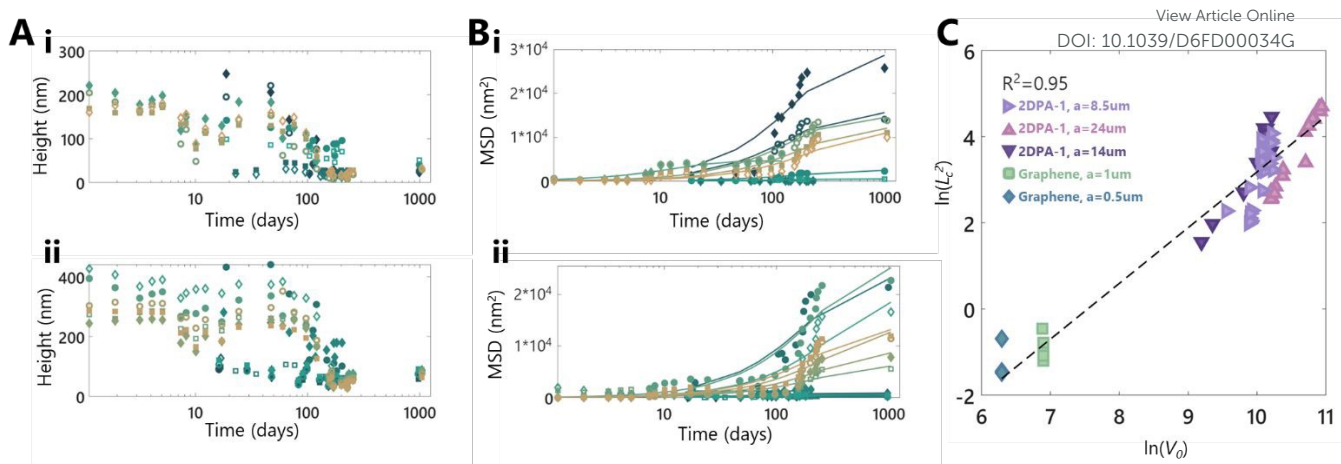 View Article Online
DOI: 10.1039/D6FD00034G
A i
300
200
100
0
Height (nm)
10
100
1000
Time (days)
ii
400
200
0
Height (nm)
10
100
1000
Time (days)
B i
3*10⁴
2*10⁴
1*10⁴
0
MSD (nm²)
10
100
1000
Time (days)
ii
2*10⁴
1*10⁴
0
MSD (nm²)
10
100
1000
Time (days)
C
6
4
2
0
-2
ln(L꜀²)
R²=0.95
2DPA-1, a=8.5um
2DPA-1, a=24um
2DPA-1, a=14um
Graphene, a=1um
Graphene, a=0.5um
6
7
8
9
10
11
ln(V₀)